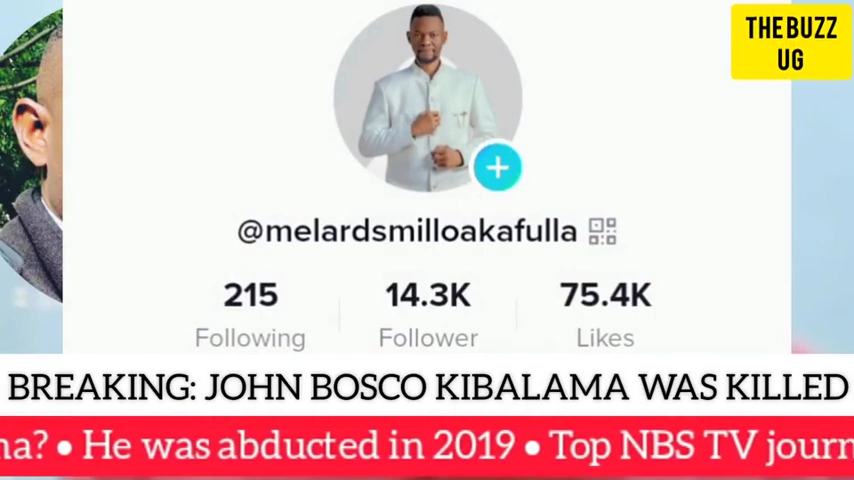 THE BUZZ
UG
@melardsmilloakafulla
215
14.3K
75.4K
Following
Follower
Likes
BREAKING: JOHN BOSCO KIBALAMA WAS KILLED
? • He was abducted in 2019 • Top NBS TV